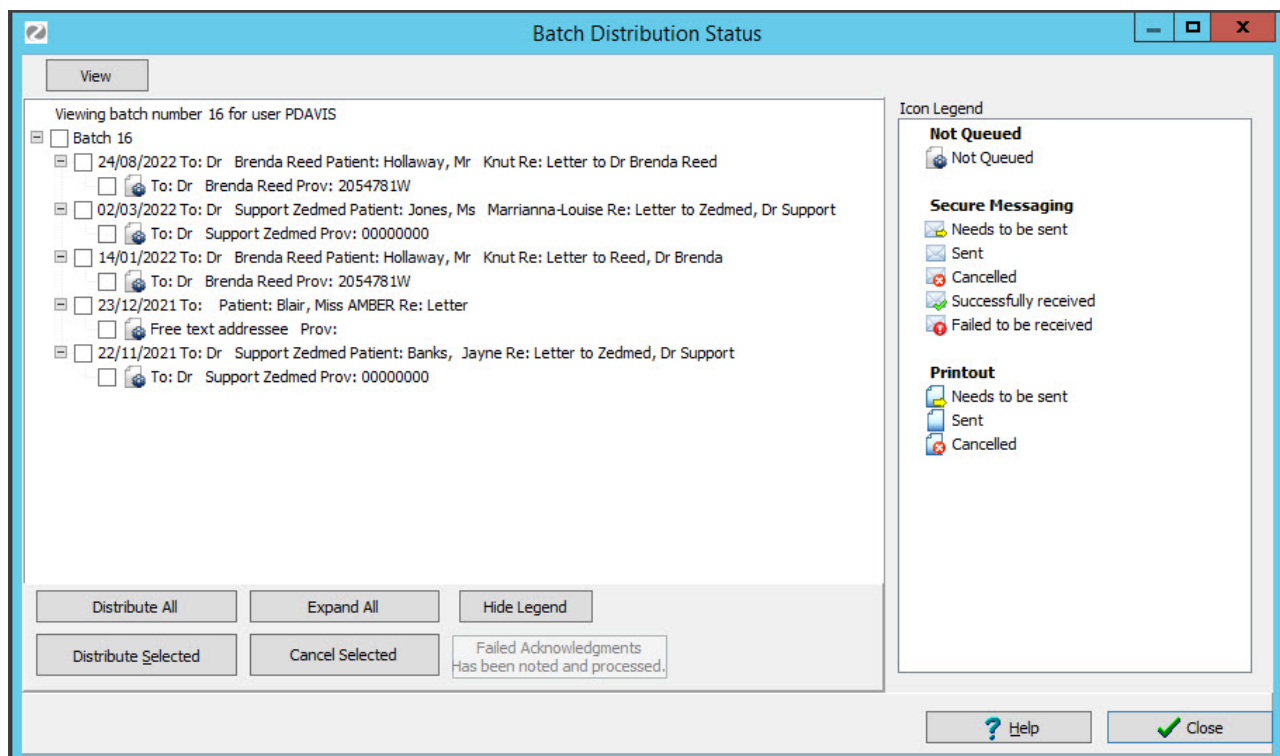 Batch Distribution Status
View
Viewing batch number 16 for user PDAVIS
Batch 16
24/08/2022 To: Dr Brenda Reed Patient: Hollaway, Mr Knut Re: Letter to Dr Brenda Reed
To: Dr Brenda Reed Prov: 2054781W
02/03/2022 To: Dr Support Zedmed Patient: Jones, Ms Marrianna-Louise Re: Letter to Zedmed, Dr Support
To: Dr Support Zedmed Prov: 00000000
14/01/2022 To: Dr Brenda Reed Patient: Hollaway, Mr Knut Re: Letter to Reed, Dr Brenda
To: Dr Brenda Reed Prov: 2054781W
23/12/2021 To: Patient: Blair, Miss AMBER Re: Letter
Free text addressee Prov:
22/11/2021 To: Dr Support Zedmed Patient: Banks, Jayne Re: Letter to Zedmed, Dr Support
To: Dr Support Zedmed Prov: 00000000
Distribute All
Expand All
Hide Legend
Distribute Selected
Cancel Selected
Failed Acknowledgments
Has been noted and processed.
Icon Legend
Not Queued
Not Queued
Secure Messaging
Needs to be sent
Sent
Cancelled
Successfully received
Failed to be received
Printout
Needs to be sent
Sent
Cancelled
Help
Close